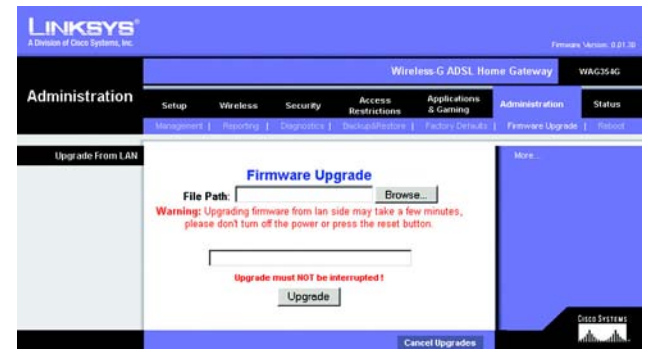 LINKSYS®
A Division of Cisco Systems, Inc.
Firmware Version: 0.01.30
Wireless-G ADSL Home Gateway WAG354G
Administration
Setup Wireless Security Access Restrictions Applications & Gaming Administration Status
Management | Reporting | Diagnostics | Backup&Restore | Factory Defaults | Firmware Upgrade | Reboot
Upgrade From LAN
More...
Firmware Upgrade
File Path: Browse...
Warning: Upgrading firmware from lan side may take a few minutes,
please don't turn off the power or press the reset button.
Upgrade must NOT be interrupted !
Upgrade
Cancel Upgrades
CISCO SYSTEMS